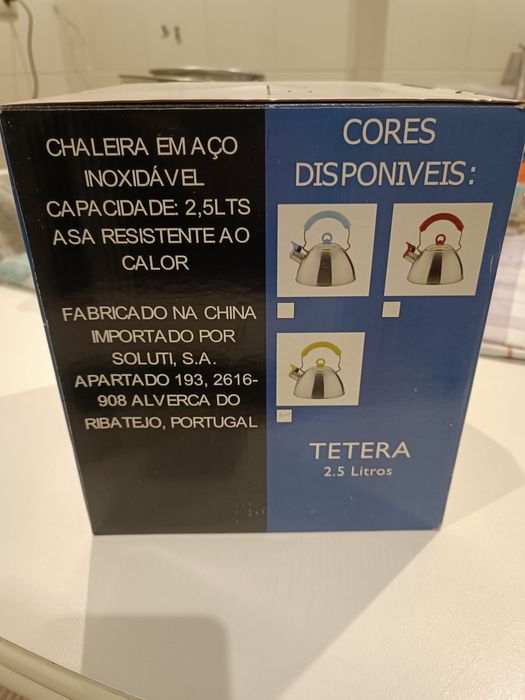 CHALEIRA EM AÇO
INOXIDÁVEL
CAPACIDADE: 2,5LTS
ASA RESISTENTE AO
CALOR
FABRICADO NA CHINA
IMPORTADO POR
SOLUTI, S.A.
APARTADO 193, 2616-
908 ALVERCA DO
RIBATEJO, PORTUGAL
CORES
DISPONIVEIS:
TETERA
2.5 Litros